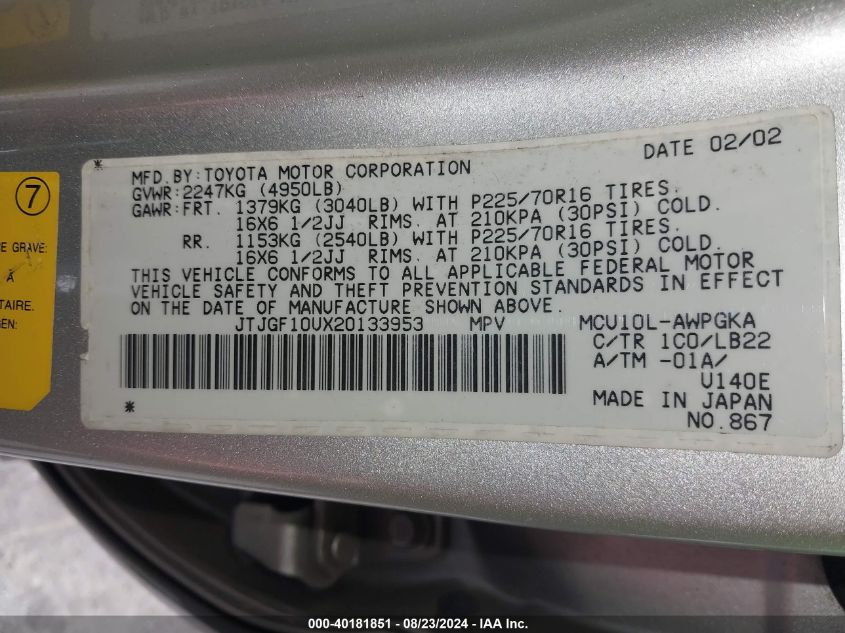 DATE 02/02
MFD.BY:TOYOTA MOTOR CORPORATION
GVWR:2247KG (4950LB)
GAWR:FRT. 1379KG (3040LB) WITH P225/70R16 TIRES.
16X6 1/2JJ RIMS. AT 210KPA (30PSI) COLD.
RR. 1153KG (2540LB) WITH P225/70R16 TIRES.
16X6 1/2JJ RIMS. AT 210KPA (30PSI) COLD.
THIS VEHICLE CONFORMS TO ALL APPLICABLE FEDERAL MOTOR
VEHICLE SAFETY AND THEFT PREVENTION STANDARDS IN EFFECT
ON THE DATE OF MANUFACTURE SHOWN ABOVE.
JTJGF10UX20133953 MPV MCU10L-AWPGKA
C/TR 1C0/LB22
A/TM -01A/
U140E
MADE IN JAPAN
NO.867
7
E GRAVE:
À
TAIRE.
EN:
000-40181851 / 08/23/2024 - IAA Inc.